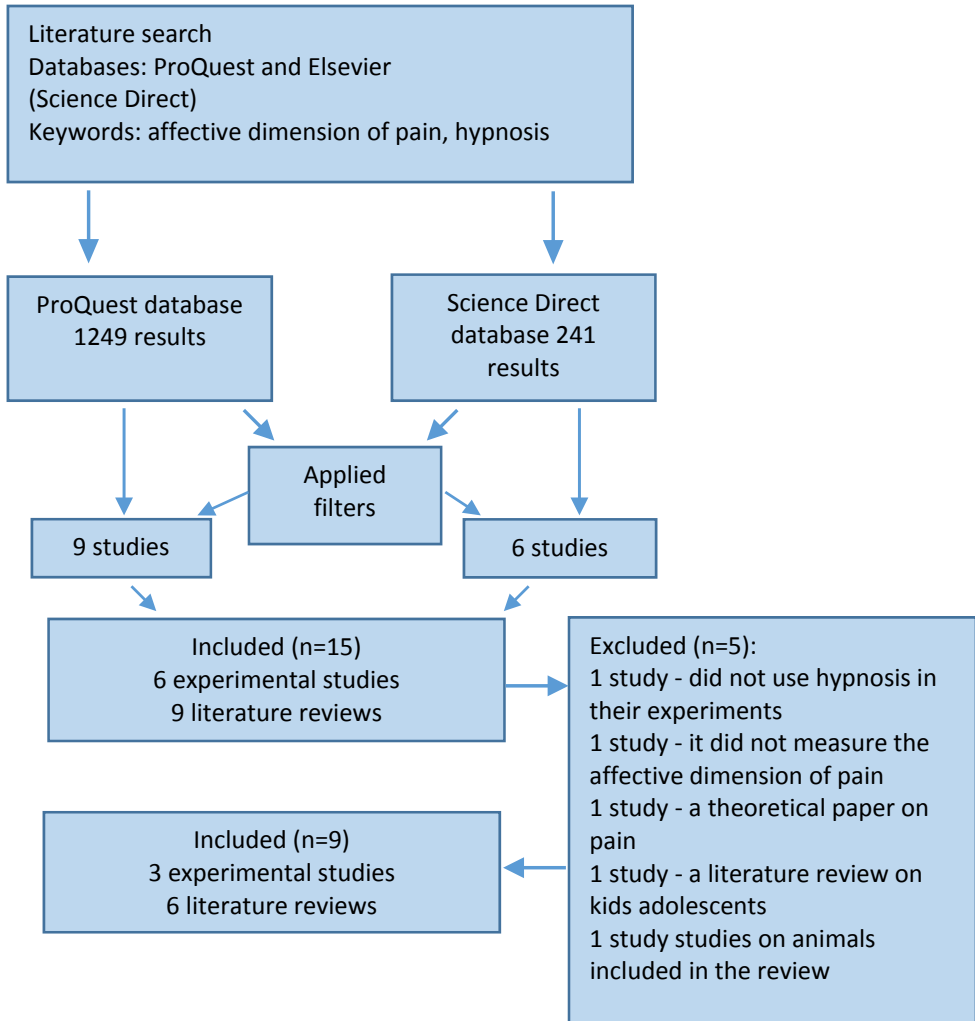 Literature search
Databases: ProQuest and Elsevier
(Science Direct)
Keywords: affective dimension of pain, hypnosis
ProQuest database
1249 results
Science Direct
database 241
results
Applied
filters
9 studies
6 studies
Included (n=15)
6 experimental studies
9 literature reviews
Excluded (n=5):
1 study - did not use hypnosis in
their experiments
1 study - it did not measure the
affective dimension of pain
1 study - a theoretical paper on
pain
1 study - a literature review on
kids adolescents
1 study studies on animals
included in the review
Included (n=9)
3 experimental studies
6 literature reviews